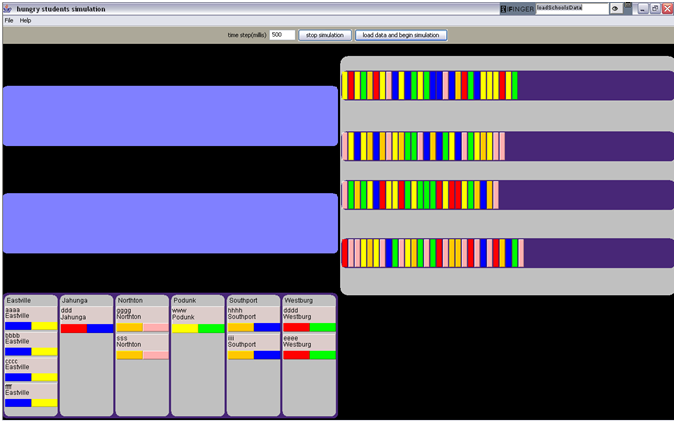 hungry students simulation
iFINGER
loadSchoolsData
File Help
time step(millis) 500 stop simulation load data and begin simulation
Eastville
aaaa
Eastville
bbbb
Eastville
cccc
Eastville
ffff
Eastville
Jahunga
ddd
Jahunga
Northton
gggg
Northton
sss
Northton
Podunk
www
Podunk
Southport
hhhh
Southport
iiii
Southport
Westburg
dddd
Westburg
eeee
Westburg